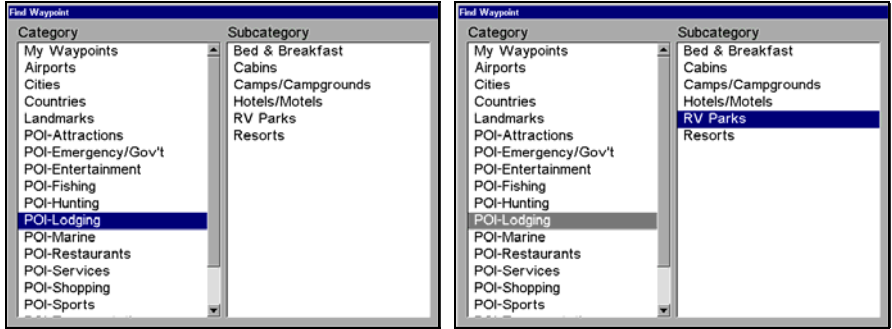 Find Waypoint
Category
My Waypoints
Airports
Cities
Countries
Landmarks
POI-Attractions
POI-Emergency/Gov't
POI-Entertainment
POI-Fishing
POI-Hunting
POI-Lodging
POI-Marine
POI-Restaurants
POI-Services
POI-Shopping
POI-Sports
Subcategory
Bed & Breakfast
Cabins
Camps/Campgrounds
Hotels/Motels
RV Parks
Resorts
Find Waypoint
Category
My Waypoints
Airports
Cities
Countries
Landmarks
POI-Attractions
POI-Emergency/Gov't
POI-Entertainment
POI-Fishing
POI-Hunting
POI-Lodging
POI-Marine
POI-Restaurants
POI-Services
POI-Shopping
POI-Sports
Subcategory
Bed & Breakfast
Cabins
Camps/Campgrounds
Hotels/Motels
RV Parks
Resorts